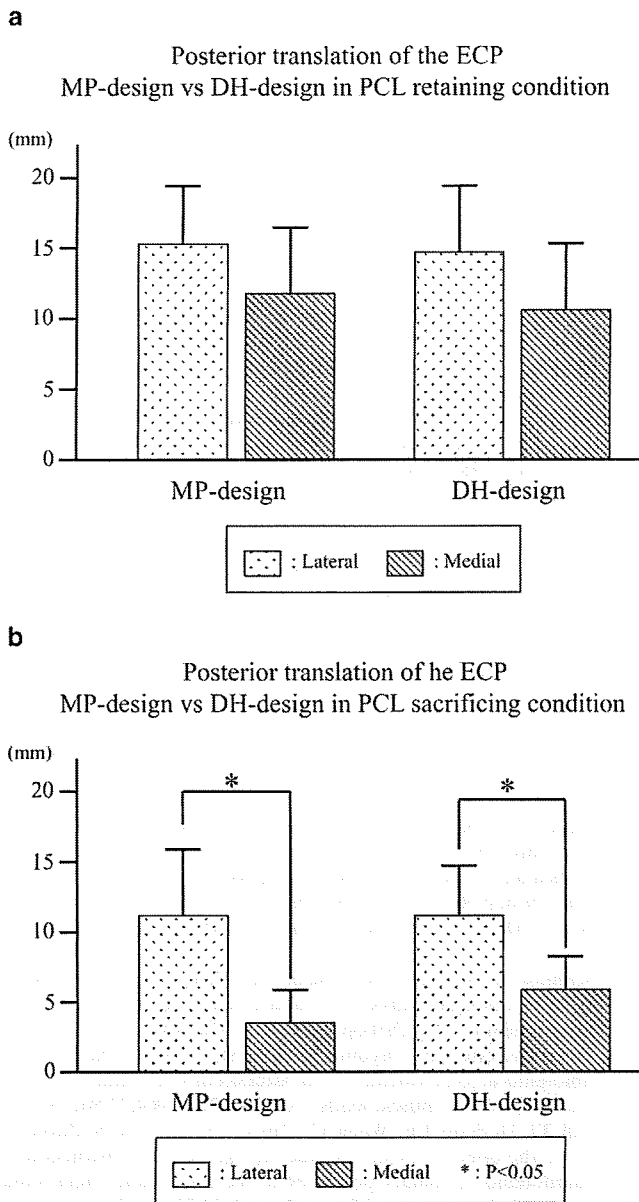 a
Posterior translation of the ECP
MP-design vs DH-design in PCL retaining condition
(mm)
20
15
10
5
0
MP-design DH-design
: Lateral : Medial
b
Posterior translation of he ECP
MP-design vs DH-design in PCL sacrificing condition
(mm)
* *
20
15
10
5
0
MP-design DH-design
: Lateral : Medial * : P<0.05